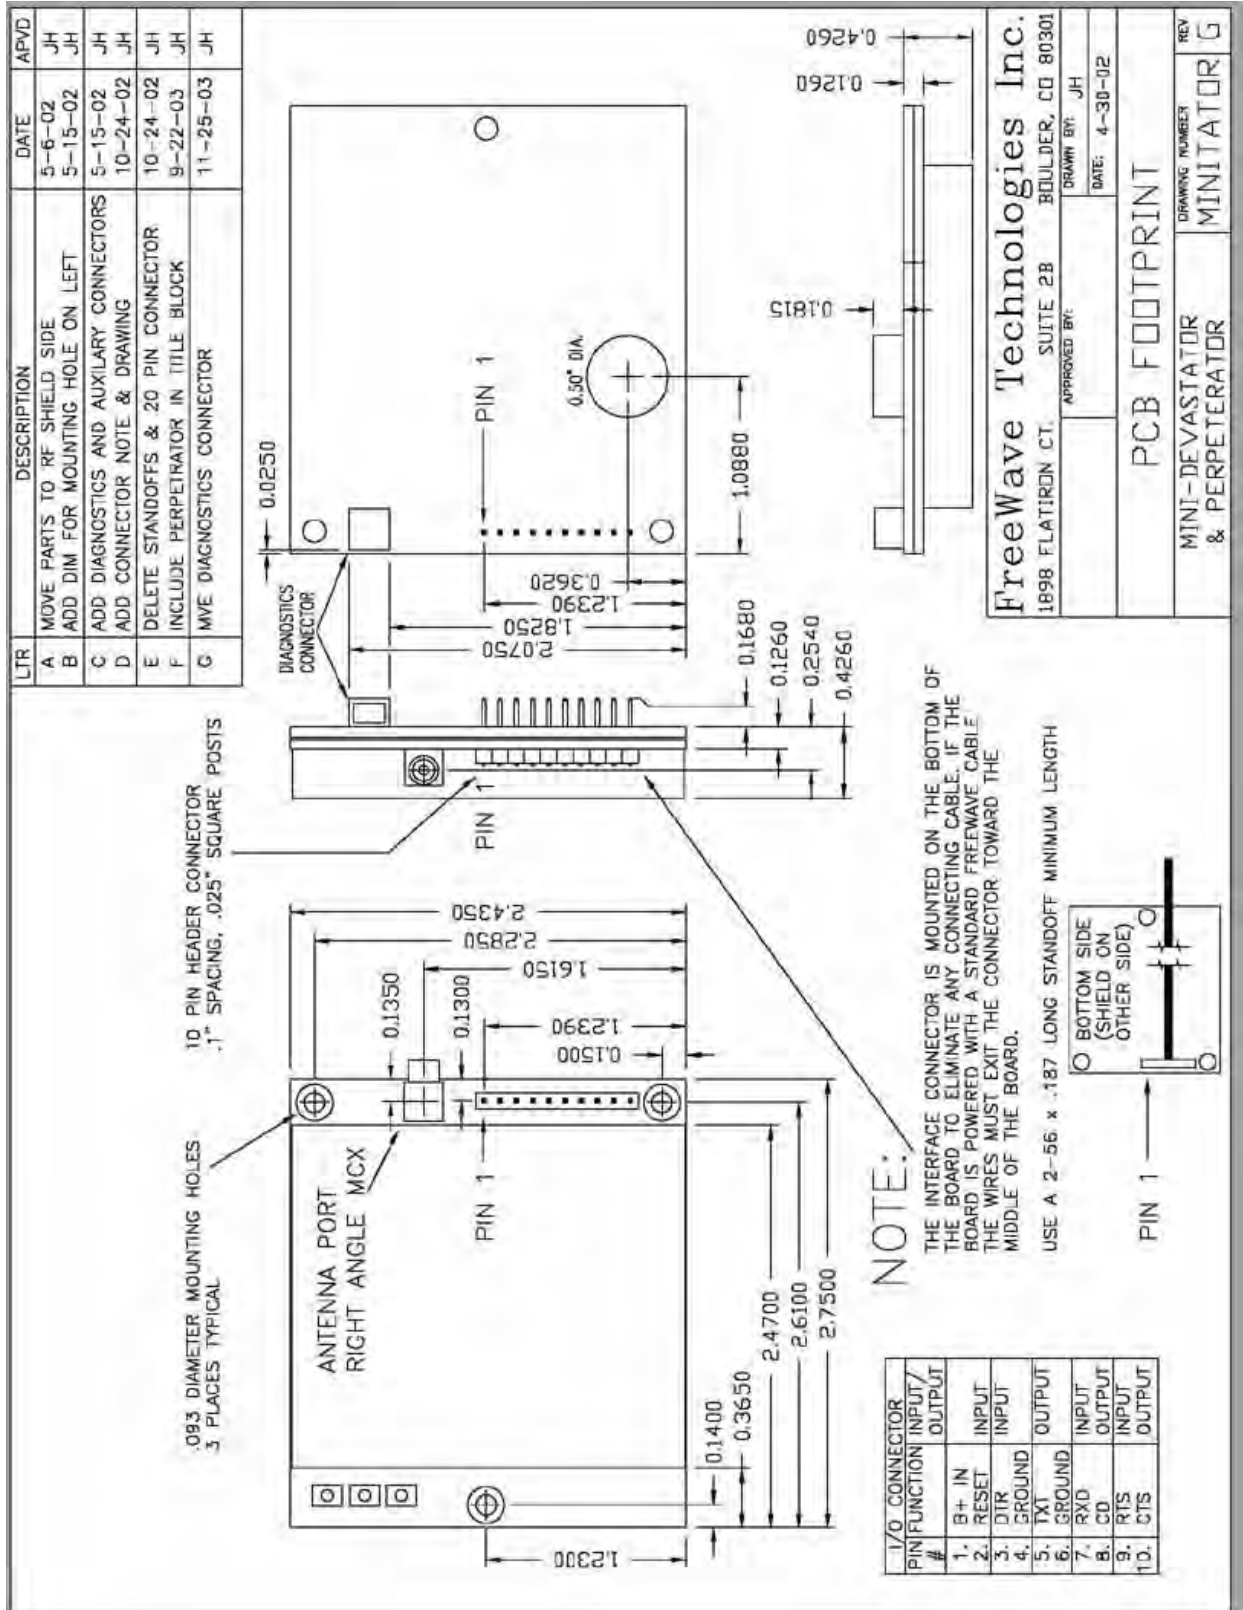 LTR DESCRIPTION DATE APVD
A MOVE PARTS TO RF SHIELD SIDE 5-6-02 JH
B ADD DIM FOR MOUNTING HOLE ON LEFT 5-15-02 JH
C ADD DIAGNOSTICS AND AUXILARY CONNECTORS 5-15-02 JH
D ADD CONNECTOR NOTE & DRAWING 10-24-02 JH
E DELETE STANDOFFS & 20 PIN CONNECTOR 10-24-02 JH
F INCLUDE PERPETRATOR IN TITLE BLOCK 9-22-03 JH
G MVE DIAGNOSTICS CONNECTOR 11-25-03 JH
.093 DIAMETER MOUNTING HOLES
3 PLACES TYPICAL
10 PIN HEADER CONNECTOR
.1" SPACING, .025" SQUARE POSTS
ANTENNA PORT
RIGHT ANGLE MCX
PIN 1
0.1350
0.1300
2.4350
2.2850
1.6150
1.2390
0.1500
1.2300
0.1400
0.3650
2.4700
2.6100
2.7500
PIN 1
DIAGNOSTICS
CONNECTOR
0.0250
2.0750
1.8250
1.2390
0.3620
0.1680
0.1260
0.2540
0.4260
PIN 1
0.50" DIA.
1.0880
0.1815
0.1260
0.4260
NOTE:
THE INTERFACE CONNECTOR IS MOUNTED ON THE BOTTOM OF
THE BOARD TO ELIMINATE ANY CONNECTING CABLE. IF THE
BOARD IS POWERED WITH A STANDARD FREEWAVE CABLE
THE WIRES MUST EXIT THE CONNECTOR TOWARD THE
MIDDLE OF THE BOARD.
USE A 2-56 x .187 LONG STANDOFF MINIMUM LENGTH
PIN 1
BOTTOM SIDE
(SHIELD ON
OTHER SIDE)
I/O CONNECTOR
PIN # FUNCTION INPUT/OUTPUT
1. B+ IN
2. RESET INPUT
3. DTR INPUT
4. GROUND
5. TXT OUTPUT
6. GROUND
7. RXD INPUT
8. CD OUTPUT
9. RTS INPUT
10. CTS OUTPUT
FreeWave Technologies Inc.
1898 FLATIRON CT. SUITE 2B BOULDER, CO 80301
APPROVED BY:
DRAWN BY: JH
DATE: 4-30-02
PCB FOOTPRINT
MINI-DEVASTATOR
& PERPETERATOR
DRAWING NUMBER
MINITATOR
REV
G